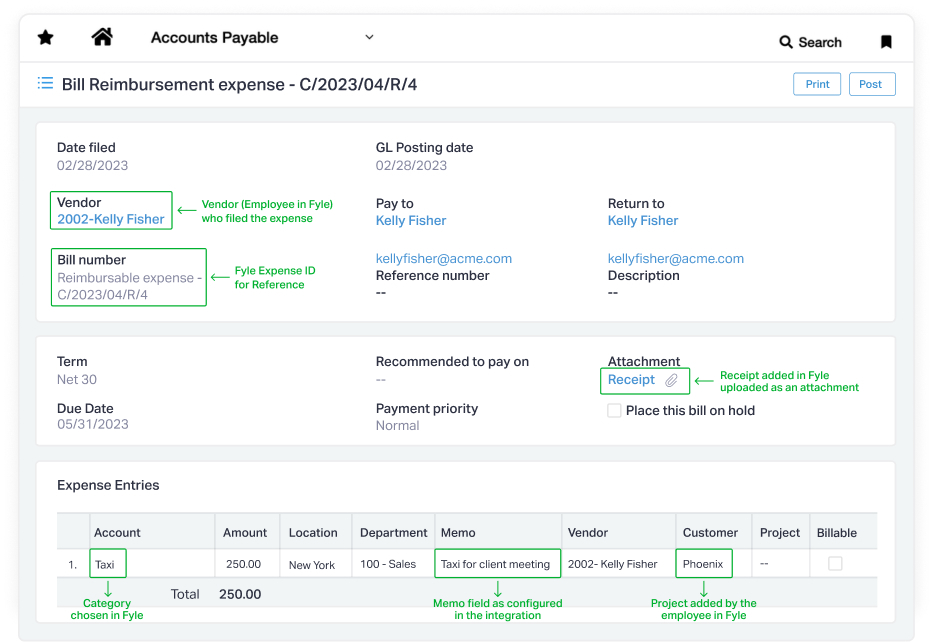 Accounts Payable
Search
Bill Reimbursement expense - C/2023/04/R/4
Print
Post
Date filed
02/28/2023
GL Posting date
02/28/2023
Vendor
2002-Kelly Fisher
Vendor (Employee in Fyle)
who filed the expense
Pay to
Kelly Fisher
Return to
Kelly Fisher
Bill number
Reimbursable expense -
C/2023/04/R/4
Fyle Expense ID
for Reference
kellyfisher@acme.com
Reference number
--
kellyfisher@acme.com
Description
--
Term
Net 30
Recommended to pay on
--
Attachment
Receipt
Receipt added in Fyle
uploaded as an attachment
Due Date
05/31/2023
Payment priority
Normal
Place this bill on hold
Expense Entries
Account Amount Location Department Memo Vendor Customer Project Billable
1. Taxi 250.00 New York 100 - Sales Taxi for client meeting 2002- Kelly Fisher Phoenix --
Total 250.00
Category
chosen in Fyle
Memo field as configured
in the integration
Project added by the
employee in Fyle